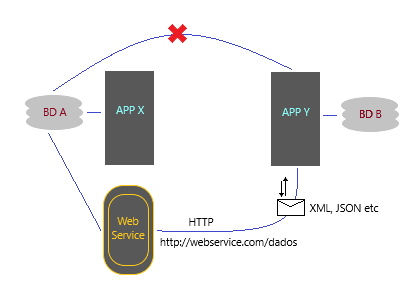 BD A
APP X
APP Y
BD B
Web
Service
HTTP
http://webservice.com/dados
XML, JSON etc